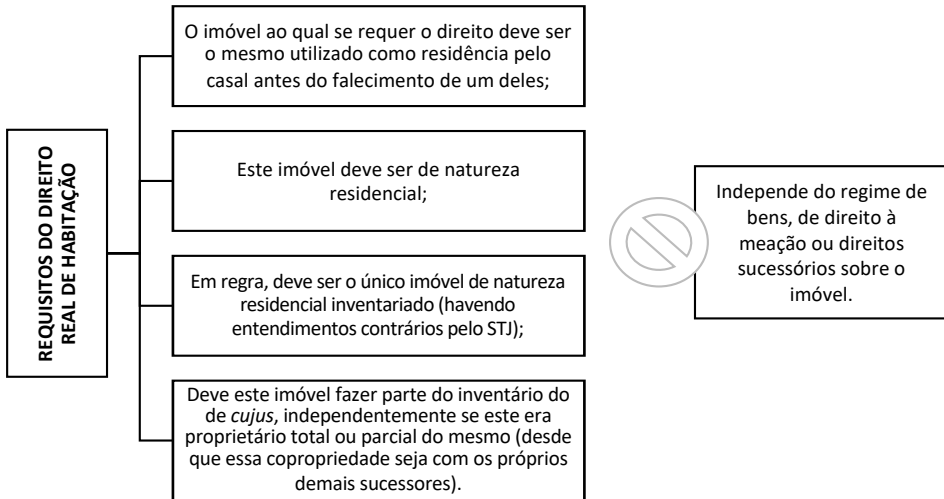 REQUISITOS DO DIREITO
REAL DE HABITAÇÃO
O imóvel ao qual se requer o direito deve ser
o mesmo utilizado como residência pelo
casal antes do falecimento de um deles;
Este imóvel deve ser de natureza
residencial;
Em regra, deve ser o único imóvel de natureza
residencial inventariado (havendo
entendimentos contrários pelo STJ);
Deve este imóvel fazer parte do inventário do
de cujus, independentemente se este era
proprietário total ou parcial do mesmo (desde
que essa copropriedade seja com os próprios
demais sucessores).
Independe do regime de
bens, de direito à
meação ou direitos
sucessórios sobre o
imóvel.